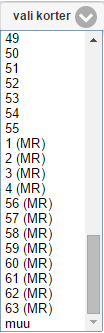 vali korter
49
50
51
52
53
54
55
1 (MR)
2 (MR)
3 (MR)
4 (MR)
56 (MR)
57 (MR)
58 (MR)
59 (MR)
60 (MR)
61 (MR)
62 (MR)
63 (MR)
muu